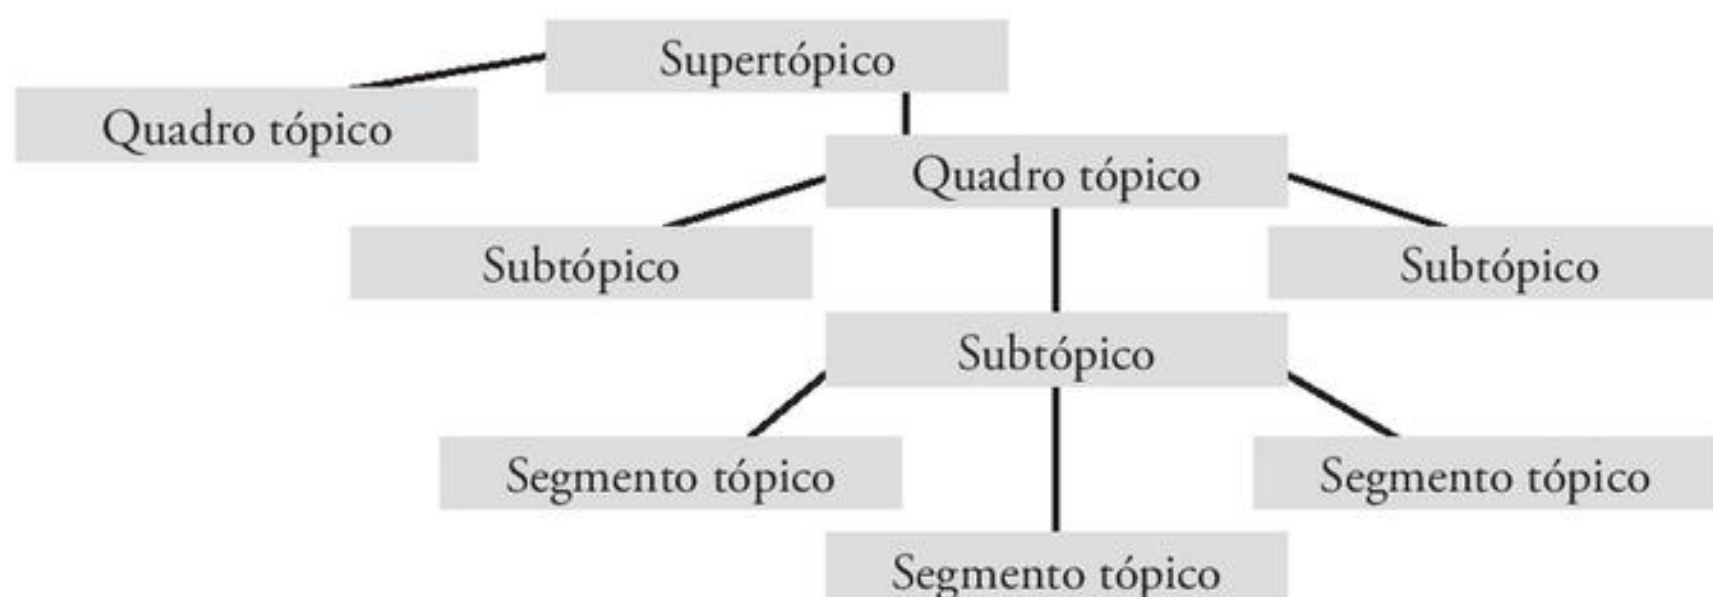 Supertópico
Quadro tópico
Quadro tópico
Subtópico
Subtópico
Subtópico
Segmento tópico
Segmento tópico
Segmento tópico